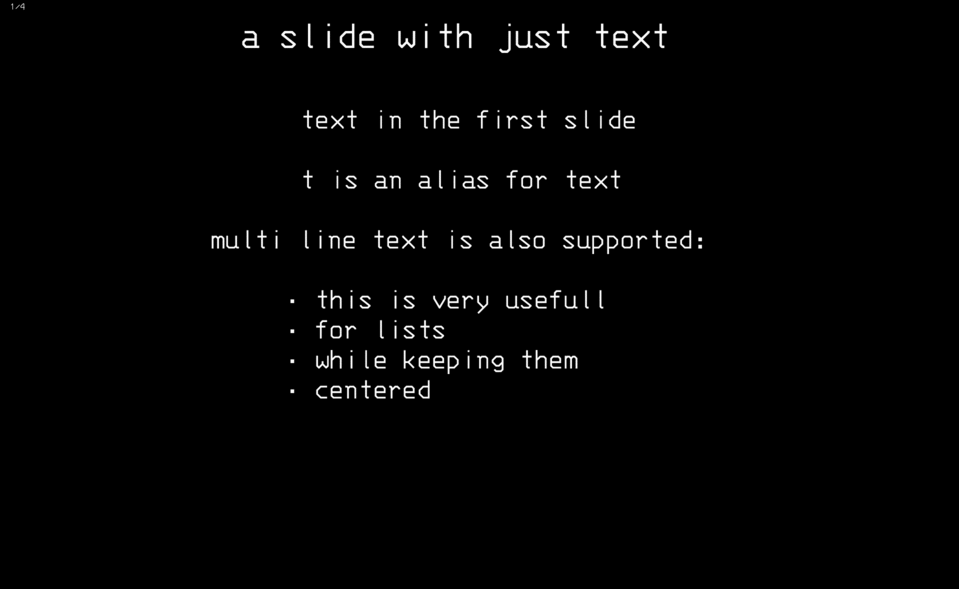 1/4
a slide with just text
text in the first slide
t is an alias for text
multi line text is also supported:
· this is very usefull
· for lists
· while keeping them
· centered